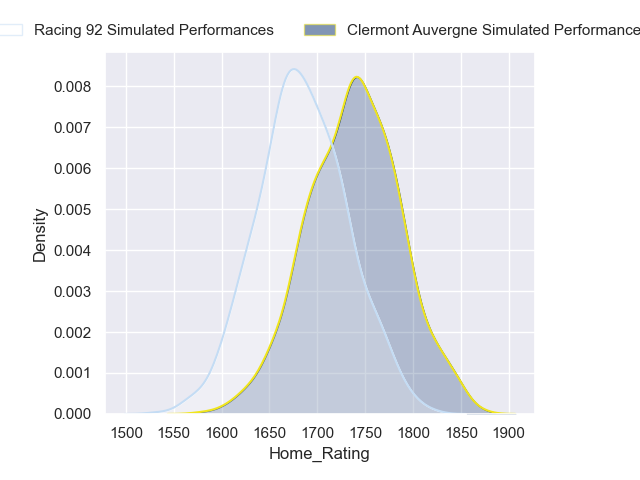 Racing 92 Simulated Performances
Clermont Auvergne Simulated Performance
0.008
0.007
0.006
0.005
0.004
0.003
0.002
0.001
0.000
Density
1500 1550 1600 1650 1700 1750 1800 1850 1900
Home_Rating